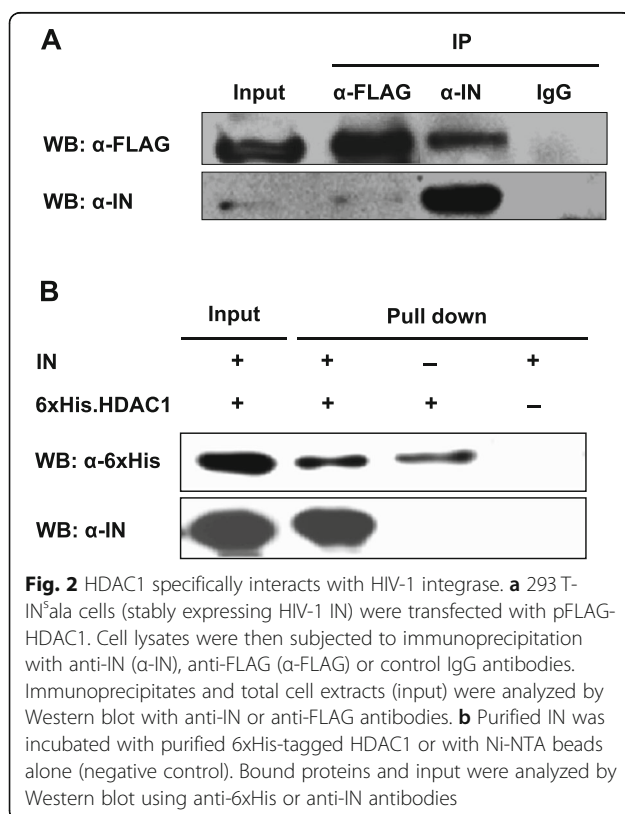 A
IP
Input α-FLAG α-IN IgG
WB: α-FLAG
WB: α-IN
B
Input Pull down
IN + + – +
6xHis.HDAC1 + + + –
WB: α-6xHis
WB: α-IN
Fig. 2 HDAC1 specifically interacts with HIV-1 integrase. a 293 T-
INˢala cells (stably expressing HIV-1 IN) were transfected with pFLAG-
HDAC1. Cell lysates were then subjected to immunoprecipitation
with anti-IN (α-IN), anti-FLAG (α-FLAG) or control IgG antibodies.
Immunoprecipitates and total cell extracts (input) were analyzed by
Western blot with anti-IN or anti-FLAG antibodies. b Purified IN was
incubated with purified 6xHis-tagged HDAC1 or with Ni-NTA beads
alone (negative control). Bound proteins and input were analyzed by
Western blot using anti-6xHis or anti-IN antibodies